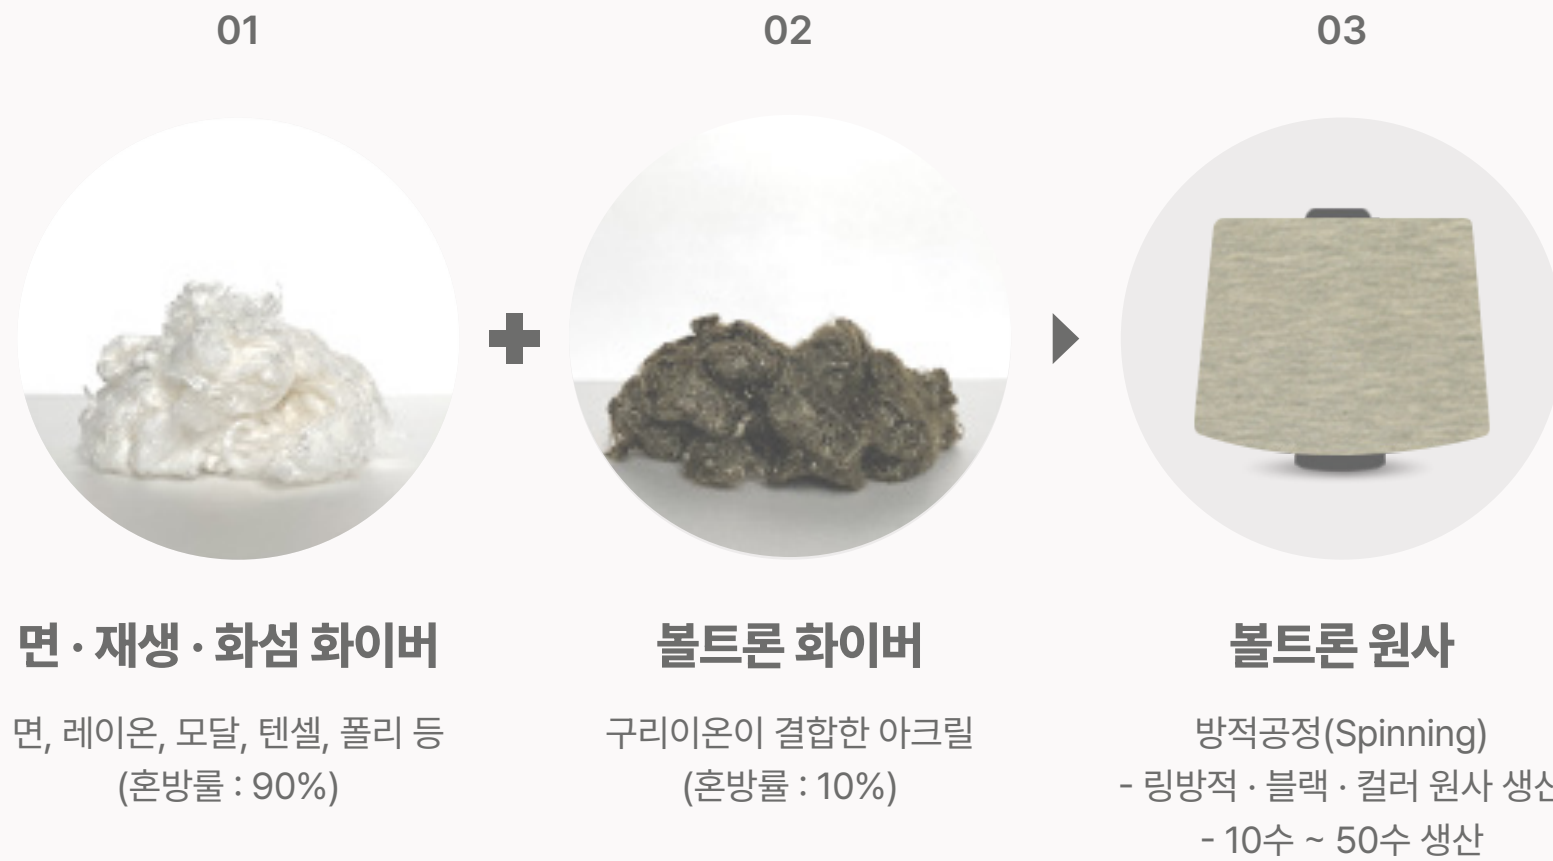 01
02
03
면 · 재생 · 화섬 화이버
볼트론 화이버
볼트론 원사
면, 레이온, 모달, 텐셀, 폴리 등
(혼방룰 : 90%)
구리이온이 결합한 아크릴
(혼방률 : 10%)
방적공정(Spinning)
- 링방적 · 블랙 · 컬러 원사 생산
- 10수 ~ 50수 생산